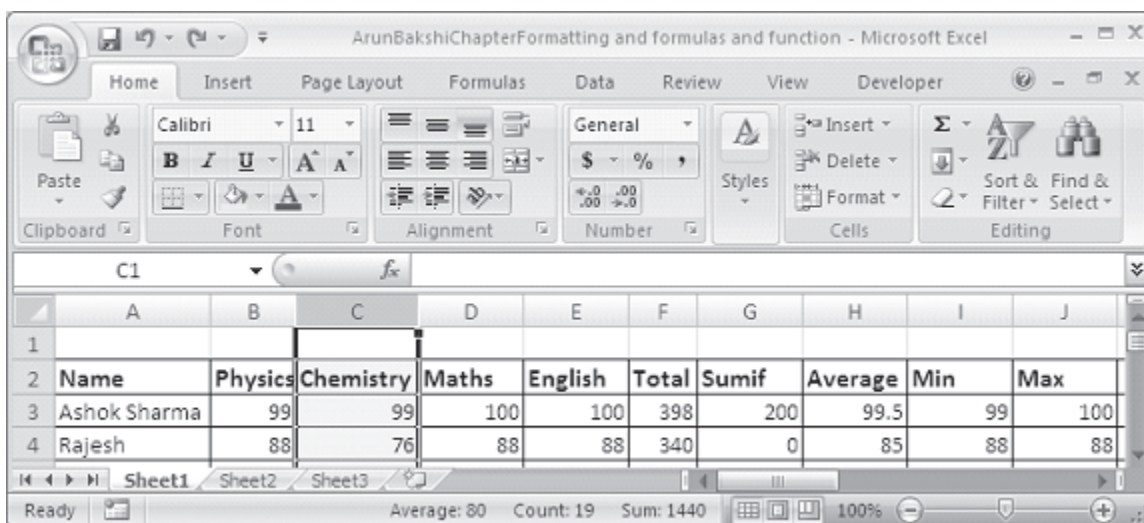 ArunBakshiChapterFormatting and formulas and function - Microsoft Excel
Home Insert Page Layout Formulas Data Review View Developer
Calibri 11 General Insert Σ
B I U A A $ % , Delete
Paste Styles Format Sort & Filter Find & Select
Clipboard Font Alignment Number Cells Editing
C1 fx
A B C D E F G H I J
1
2 Name Physics Chemistry Maths English Total Sumif Average Min Max
3 Ashok Sharma 99 99 100 100 398 200 99.5 99 100
4 Rajesh 88 76 88 88 340 0 85 88 88
Sheet1 Sheet2 Sheet3
Ready Average: 80 Count: 19 Sum: 1440 100%